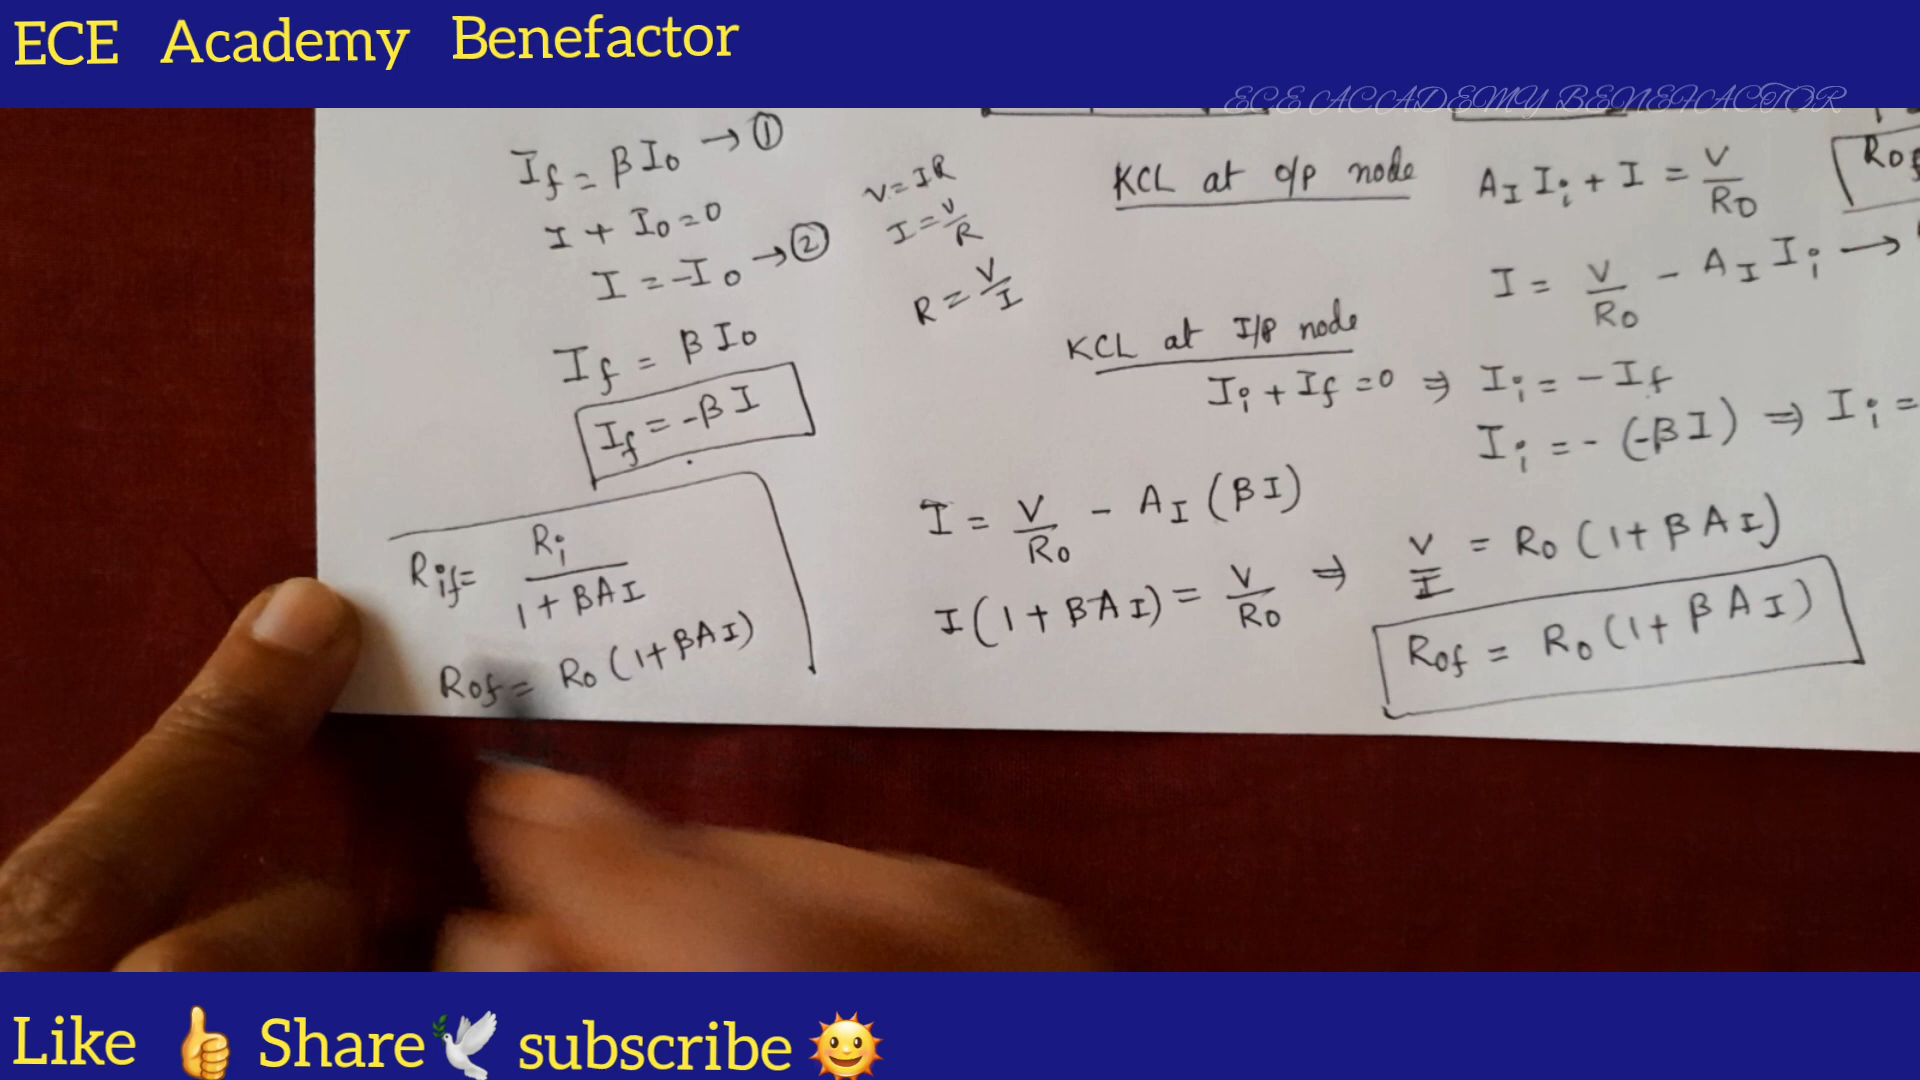 ECE Academy Benefactor
ECE ACCADEMY BENEFACTOR
If = βIo → ①
I + Io = 0
I = -Io → ②
If = βIo
If = -βI
V = IR
I = V/R
R = V/I
KCL at o/p node
AI Ii + I = V/Ro
I = V/Ro - AI Ii →
Rof
KCL at I/P node
Ii + If = 0 ⇒ Ii = -If
Ii = -(-βI) ⇒ Ii =
I = V/Ro - AI(βI)
I(1 + βAI) = V/Ro ⇒ V/I = Ro(1 + βAI)
Rof = Ro(1 + βAI)
Rif = Ri/(1 + βAI)
Rof = Ro(1 + βAI)
Like 👍 Share 🕊 subscribe 🌞